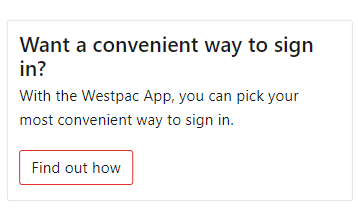 Want a convenient way to sign
in?
With the Westpac App, you can pick your
most convenient way to sign in.
Find out how